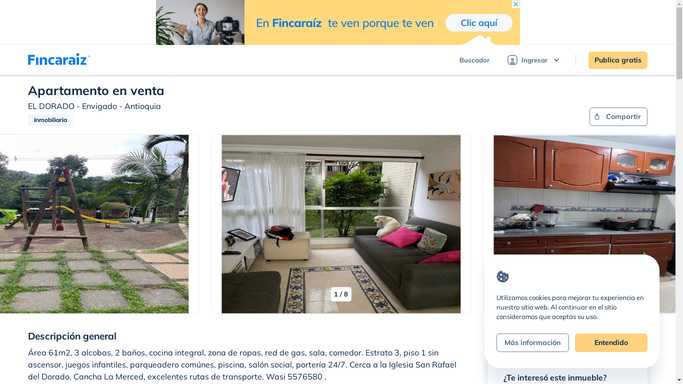 En Fincaraíz te ven porque te ven
Clic aquí
Fincaraíz
Buscador
Ingresar
Publica gratis
Apartamento en venta
EL DORADO - Envigado - Antioquia
Inmobiliaria
Compartir
1 / 8
Utilizamos cookies para mejorar tu experiencia en
nuestro sitio web. Al continuar en el sitio
consideramos que aceptas su uso.
Más información
Entendido
Descripción general
Área 61m2, 3 alcobas, 2 baños, cocina integral, zona de ropas, red de gas, sala, comedor. Estrato 3, piso 1 sin
ascensor, juegos infantiles, parqueadero comúnes, piscina, salón social, portería 24/7. Cerca a la Iglesia San Rafael
del Dorado, Cancha La Merced, excelentes rutas de transporte. Wasi 5576580 .
¿Te interesó este inmueble?